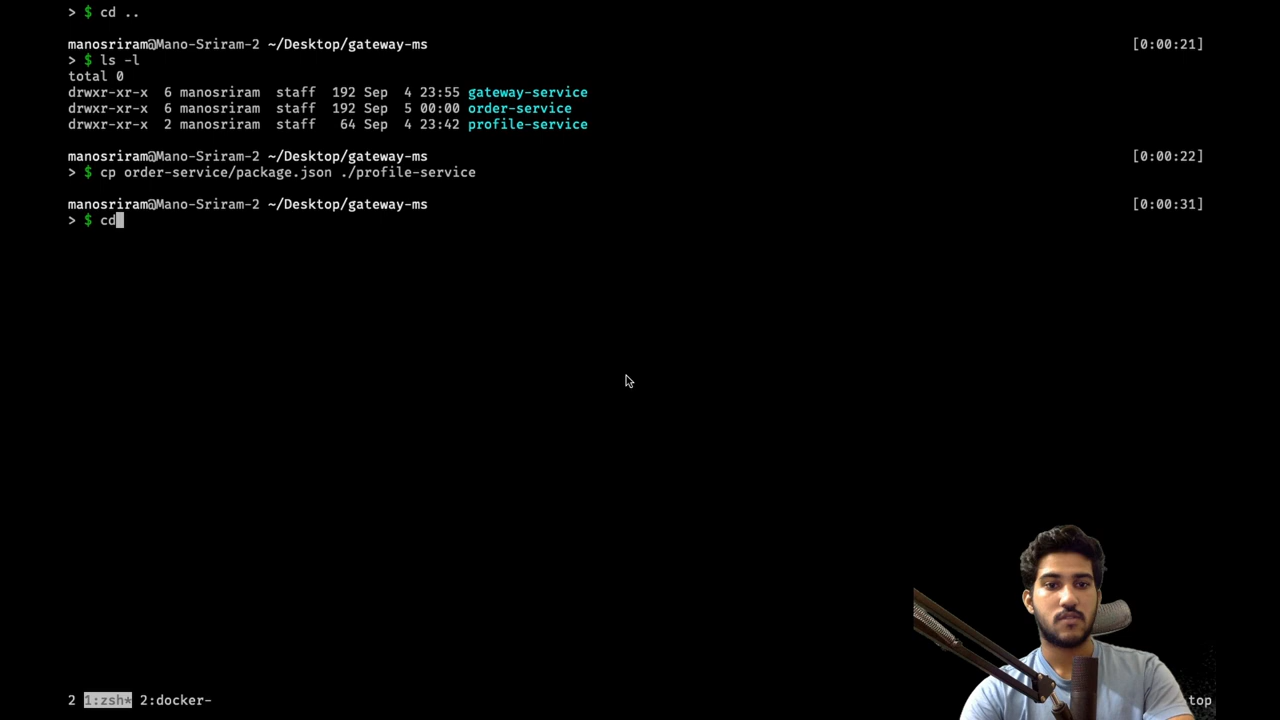 > $ cd ..
manosriram@Mano-Sriram-2 ~/Desktop/gateway-ms [0:00:21]
> $ ls -l
total 0
drwxr-xr-x 6 manosriram staff 192 Sep 4 23:55 gateway-service
drwxr-xr-x 6 manosriram staff 192 Sep 5 00:00 order-service
drwxr-xr-x 2 manosriram staff 64 Sep 4 23:42 profile-service
manosriram@Mano-Sriram-2 ~/Desktop/gateway-ms [0:00:22]
> $ cp order-service/package.json ./profile-service
manosriram@Mano-Sriram-2 ~/Desktop/gateway-ms [0:00:31]
> $ cd
2 1:zsh* 2:docker- top